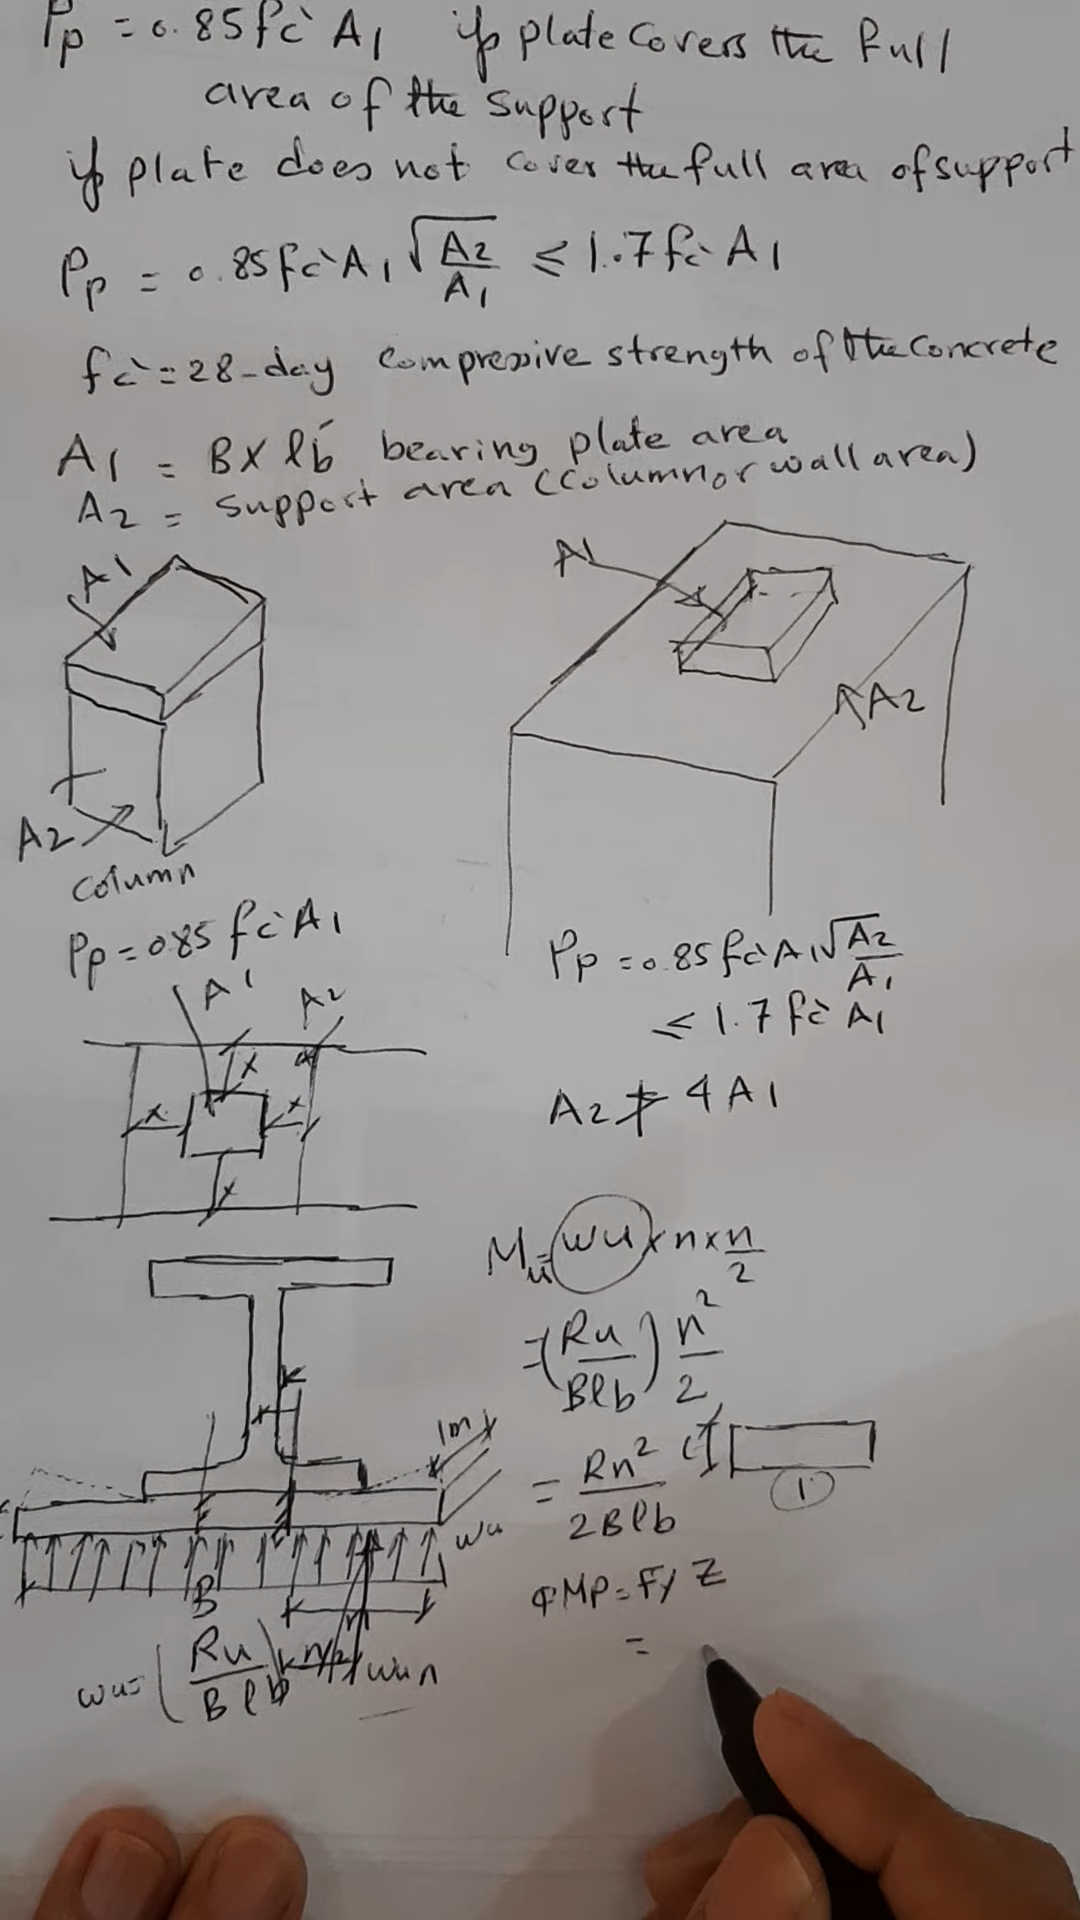 Pp = 0.85 fc' A1 if plate covers the full
area of the support
if plate does not cover the full area of support
Pp = 0.85 fc' A1 √(A2/A1) ≤ 1.7 fc' A1
fc' = 28-day compressive strength of the concrete
A1 = B x lb bearing plate area
A2 = support area (column or wall area)
A1
A1
A2
A2
column
Pp = 0.85 fc' A1
Pp = 0.85 fc' A1 √(A2/A1)
≤ 1.7 fc' A1
A1 A2
x
x x
x
A2 ≯ 4 A1
Mu = wu x n x n/2
= (Ru/Blb) n²/2
1m
= Rn²/2Blb
t
1
wu
ΦMp = Fy Z
=
B
n
wu = (Ru/Blb)
n/2
wu n